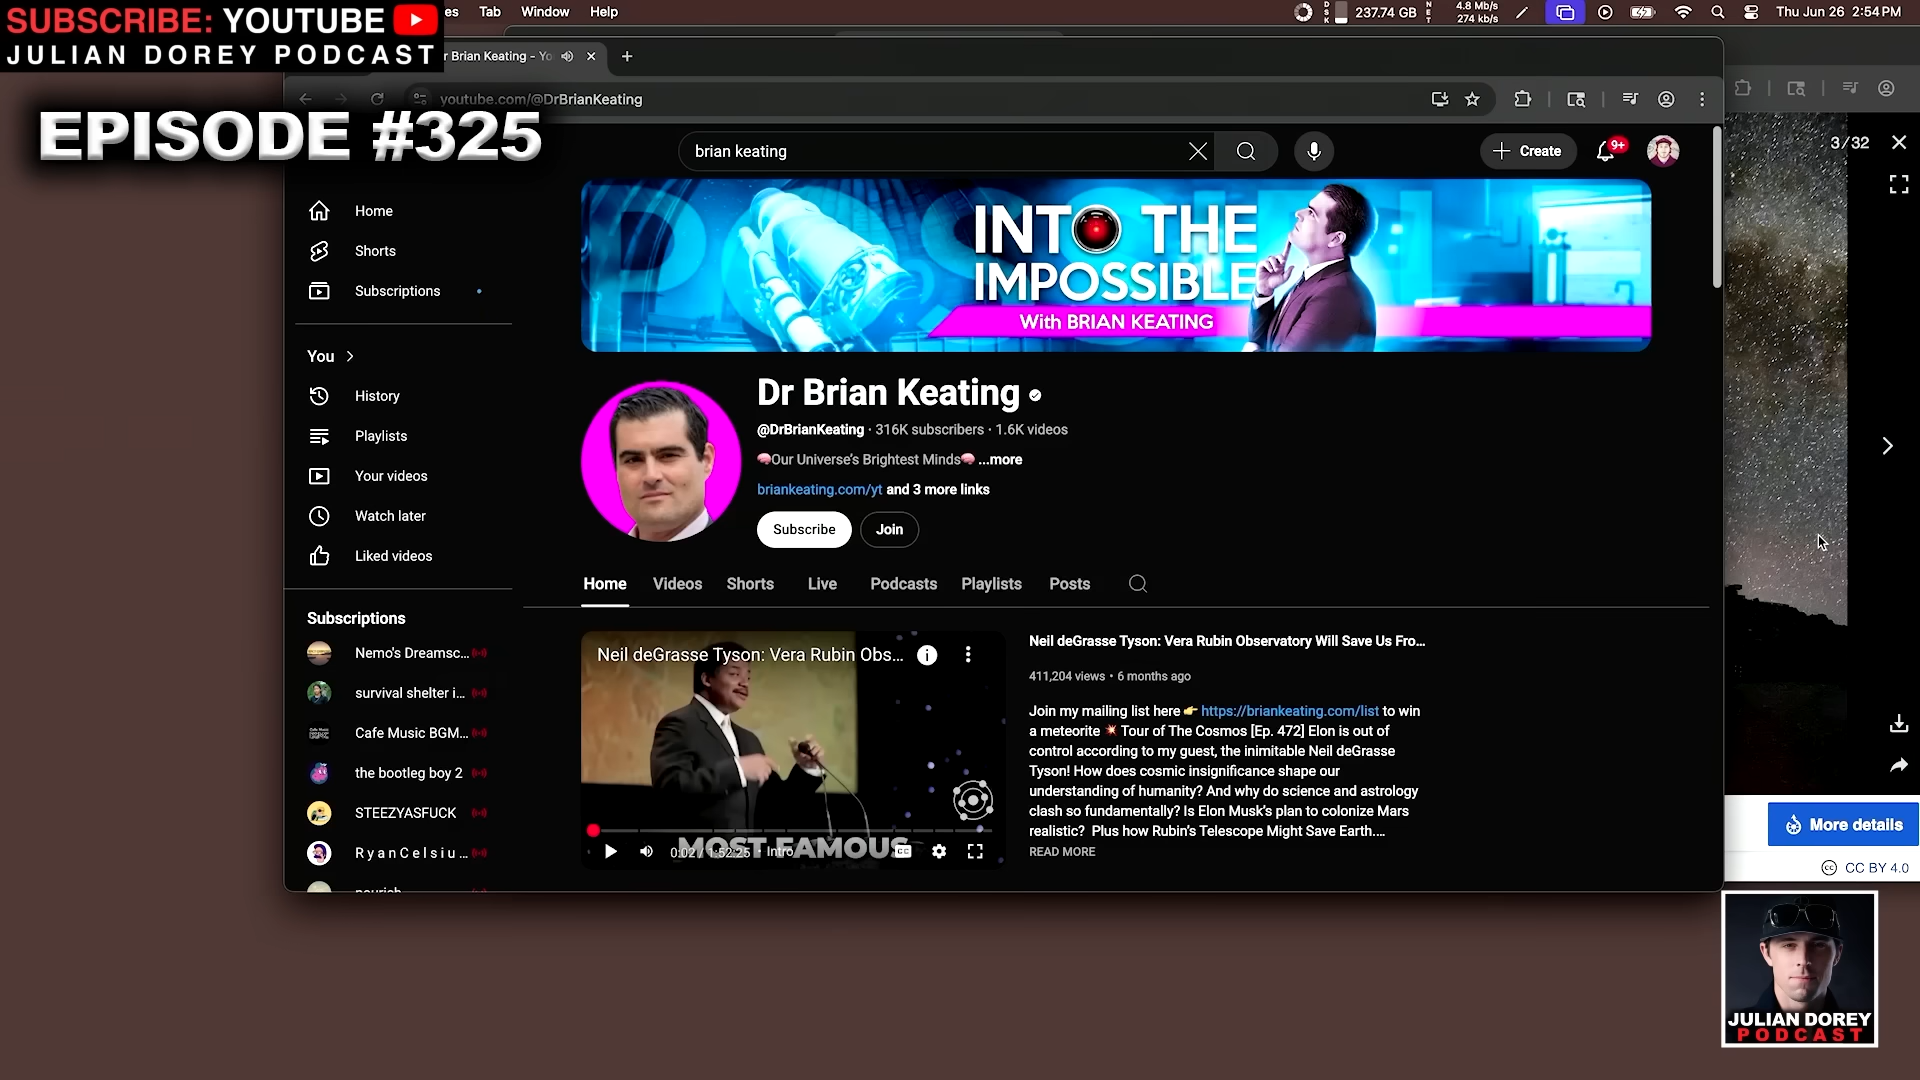 SUBSCRIBE: YOUTUBE
JULIAN DOREY PODCAST
EPISODE #325
es Tab Window Help
237.74 GB
4.8 Mb/s
274 kb/s
Thu Jun 26 2:54 PM
r Brian Keating - Yo
youtube.com/@DrBrianKeating
brian keating
Create
9+
3/32
Home
Shorts
Subscriptions
You
History
Playlists
Your videos
Watch later
Liked videos
Subscriptions
Nemo's Dreamsc...
survival shelter i...
Cafe Music BGM...
the bootleg boy 2
STEEZYASFUCK
R y a n C e l s i u ...
INTO THE
IMPOSSIBLE
With BRIAN KEATING
Dr Brian Keating
@DrBrianKeating · 316K subscribers · 1.6K videos
🧠Our Universe's Brightest Minds🧠 ...more
briankeating.com/yt and 3 more links
Subscribe
Join
Home Videos Shorts Live Podcasts Playlists Posts
Neil deGrasse Tyson: Vera Rubin Obs...
MOST FAMOUS
0:02 / 1:52:25 • Intro
Neil deGrasse Tyson: Vera Rubin Observatory Will Save Us Fro...
411,204 views • 6 months ago
Join my mailing list here 👉 https://briankeating.com/list to win
a meteorite 💥 Tour of The Cosmos [Ep. 472] Elon is out of
control according to my guest, the inimitable Neil deGrasse
Tyson! How does cosmic insignificance shape our
understanding of humanity? And why do science and astrology
clash so fundamentally? Is Elon Musk's plan to colonize Mars
realistic? Plus how Rubin's Telescope Might Save Earth....
READ MORE
More details
CC BY 4.0
JULIAN DOREY
PODCAST